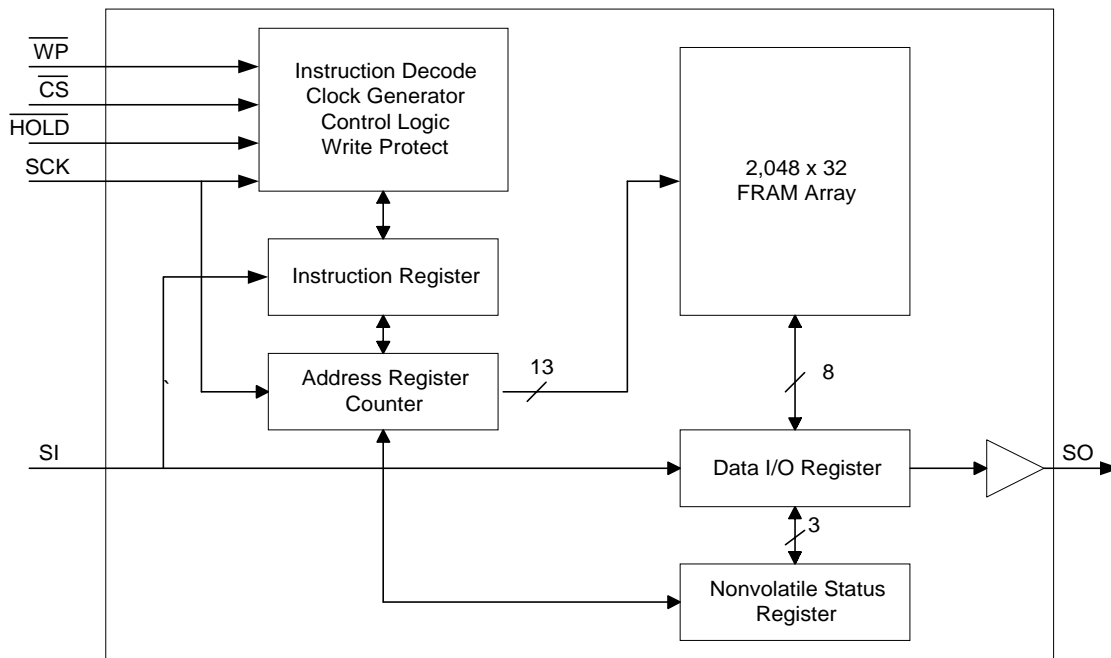 WP
CS
HOLD
SCK
Instruction Decode
Clock Generator
Control Logic
Write Protect
2,048 x 32
FRAM Array
Instruction Register
Address Register
Counter
13
8
`
SI
Data I/O Register
SO
3
Nonvolatile Status
Register